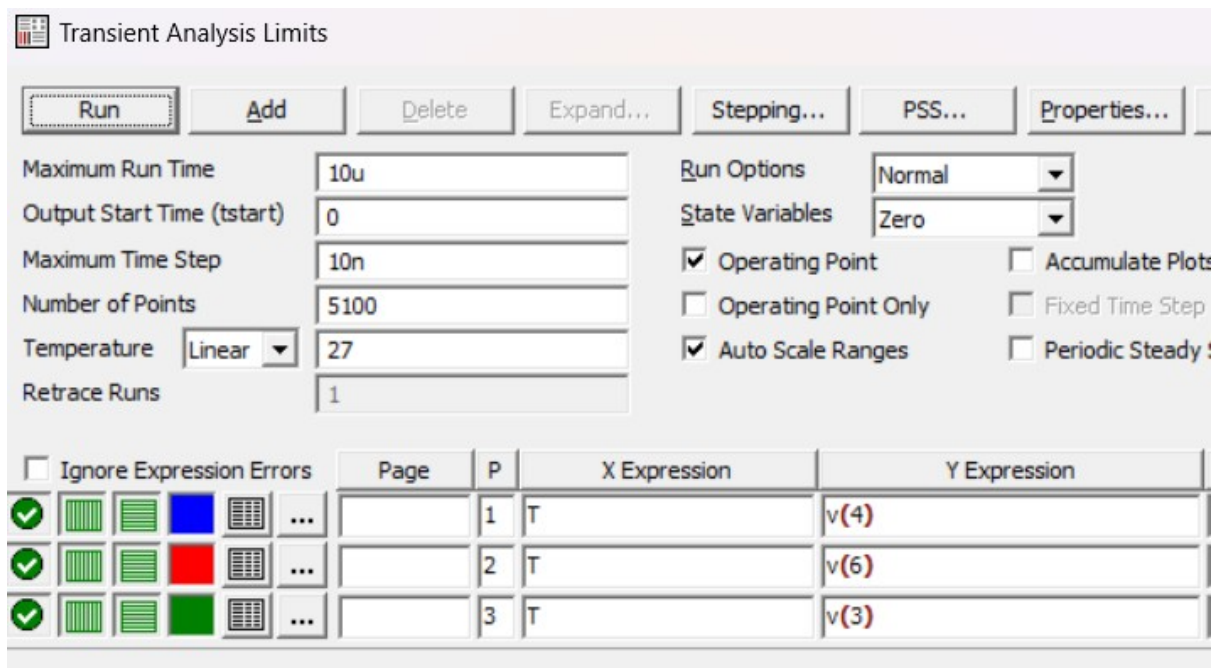 Transient Analysis Limits
Run Add Delete Expand... Stepping... PSS... Properties...
Maximum Run Time 10u Run Options Normal
Output Start Time (tstart) 0 State Variables Zero
Maximum Time Step 10n Operating Point Accumulate Plots
Number of Points 5100 Operating Point Only Fixed Time Step
Temperature Linear 27 Auto Scale Ranges Periodic Steady
Retrace Runs 1
Ignore Expression Errors Page P X Expression Y Expression
... 1 T v(4)
... 2 T v(6)
... 3 T v(3)